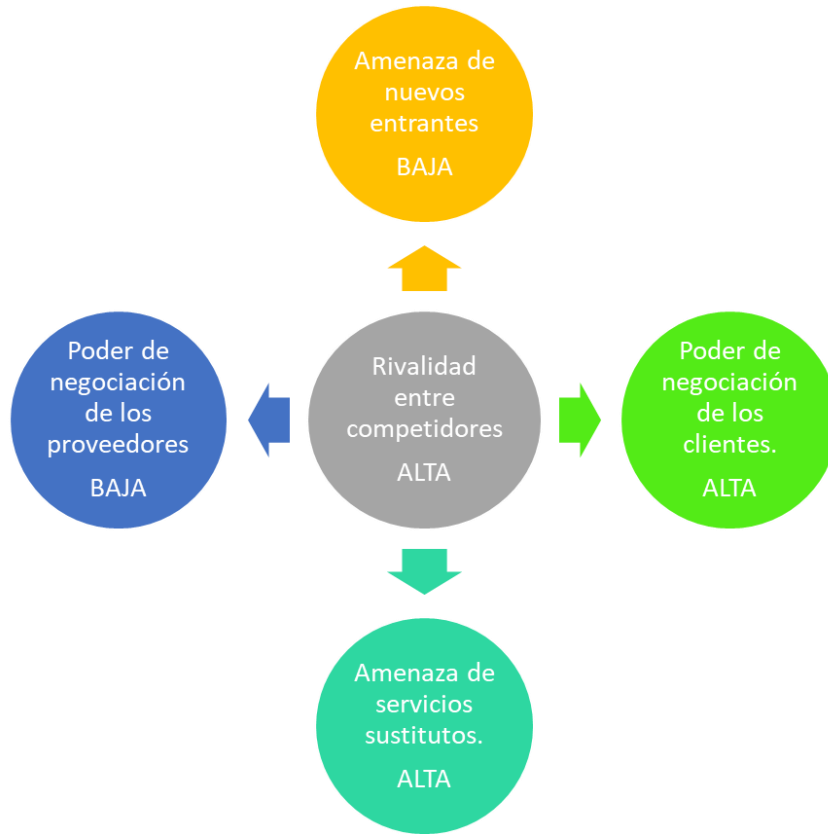 Amenaza de
nuevos
entrantes
BAJA
Poder de
negociación
de los
proveedores
BAJA
Rivalidad
entre
competidores
ALTA
Poder de
negociación
de los
clientes.
ALTA
Amenaza de
servicios
sustitutos.
ALTA